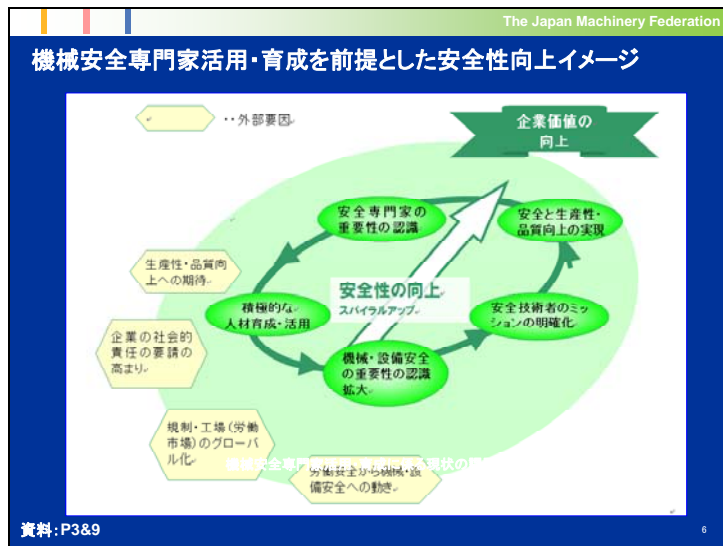 The Japan Machinery Federation
機械安全専門家活用・育成を前提とした安全性向上イメージ
・・外部要因
企業価値の
向上
安全専門家の
重要性の認識
安全と生産性・
品質向上の実現
生産性・品質向
上への期待
安全性の向上
スパイラルアップ
積極的な
人材育成・活用
安全技術者のミッ
ションの明確化
企業の社会的
責任の要請の
高まり
機械・設備安全
の重要性の認識
拡大
規制・工場(労働
市場)のグローバ
ル化
機械安全専門
現状の
労働安全から機械・設
備安全への動き
資料:P3&9
6